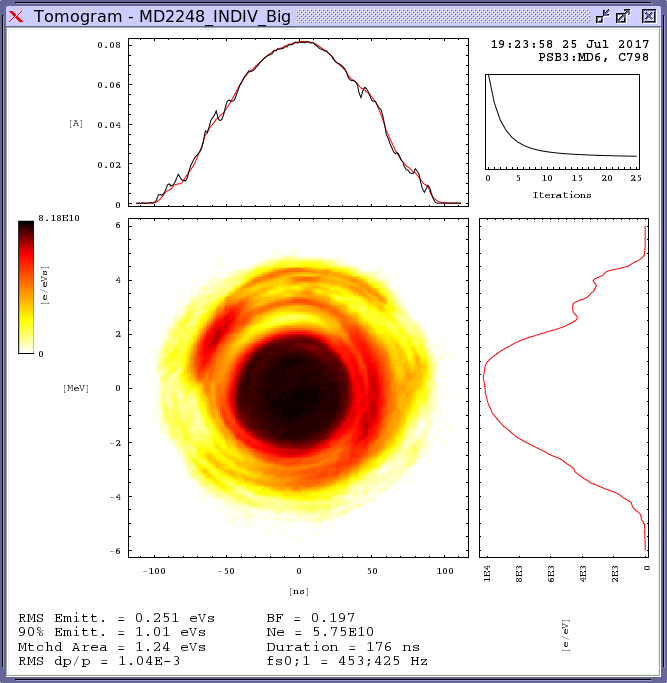 Tomogram - MD2248_INDIV_Big
19:23:58 25 Jul 2017
PSB3:MD6, C798
0.08
0.06
[A]
0.04
0.02
0
0 5 10 15 20 25
Iterations
8.18E10
[e/eVs]
0
6
4
2
[MeV]
0
-2
-4
-6
-100 -50 0 50 100
[ns]
1E4 8E3 6E3 4E3 2E3 0
[e/eV]
RMS Emitt. = 0.251 eVs
90% Emitt. = 1.01 eVs
Mtchd Area = 1.24 eVs
RMS dp/p = 1.04E-3
BF = 0.197
Ne = 5.75E10
Duration = 176 ns
fs0;1 = 453;425 Hz